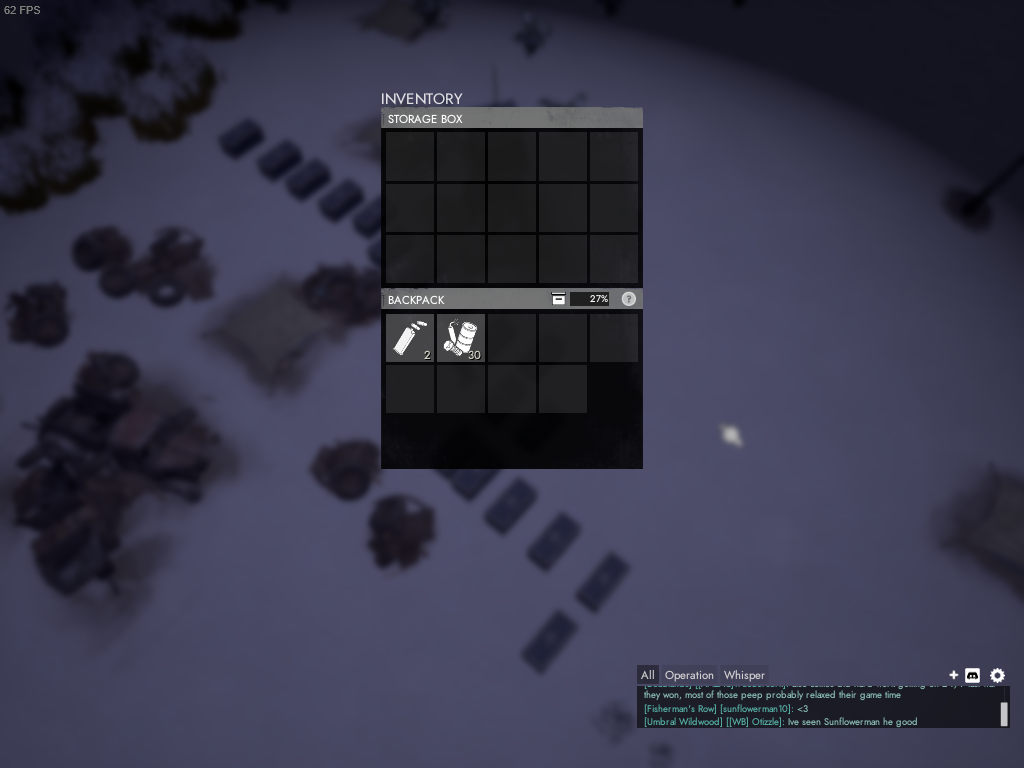 62 FPS
INVENTORY
STORAGE BOX
BACKPACK 27% ?
2 30
All Operation Whisper
they won, most of those peep probably relaxed their game time
[Fisherman's Row] [sunflowerman10]: <3
[Umbral Wildwood] [[WB] Otizzle]: Ive seen Sunflowerman he good